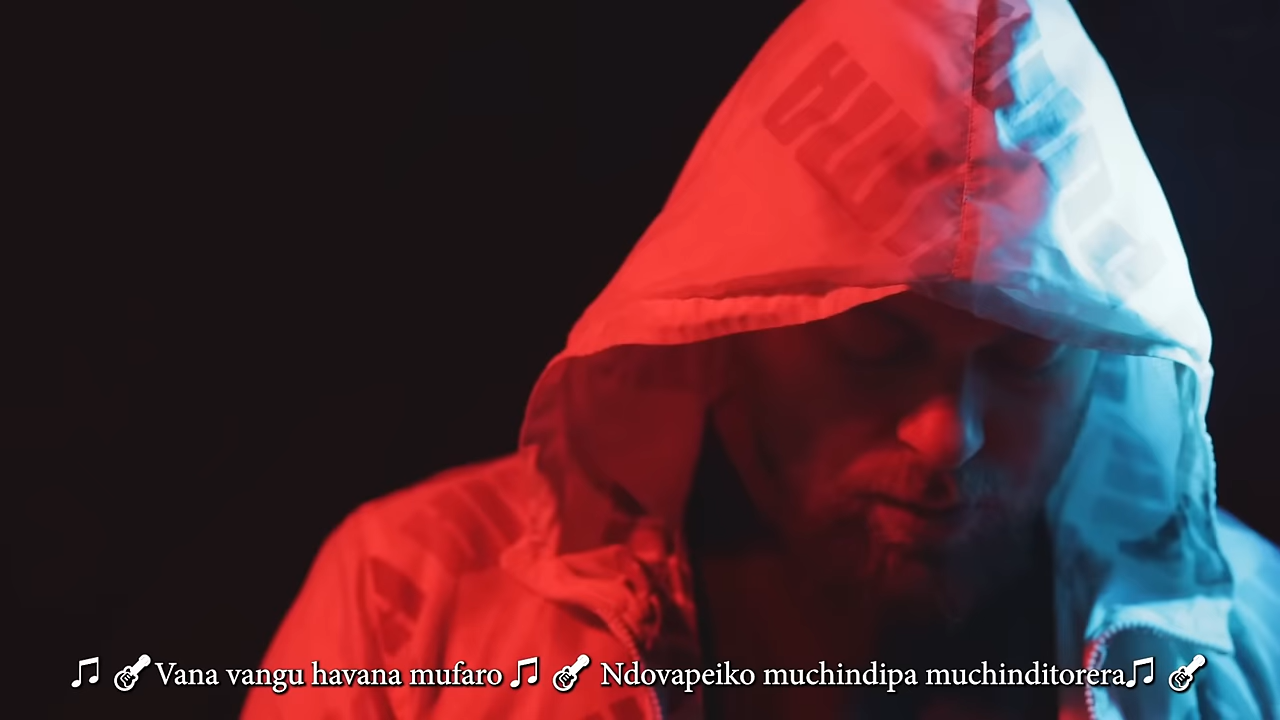 🎵 🎸Vana vangu havana mufaro 🎵 🎸 Ndovapeiko muchindipa muchinditorera🎵 🎸